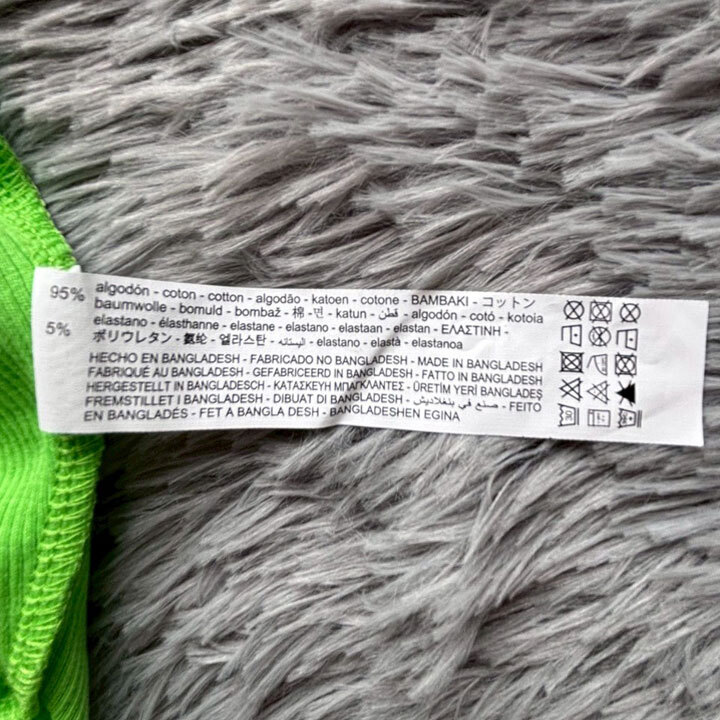 95% algodón - coton - cotton - algodão - katoen - cotone - BAMBAKI - コットン
baumwolle - bomuld - bombaž - 棉 -면 - katun - قطن - algodón - cotó - kotoia
5% elastano - élasthanne - elastane - elastano - elastaan - elastan - ΕΛΑΣΤΙΝΗ -
ポリウレタン - 氨纶 - 엘라스탄 - اليستانه - elastano - elastà - elastanoa
HECHO EN BANGLADESH - FABRICADO NO BANGLADESH - MADE IN BANGLADESH
FABRIQUÉ AU BANGLADESH - GEFABRICEERD IN BANGLADESH - FATTO IN BANGLADESH
HERGESTELLT IN BANGLADESCH - ΚΑΤΑΣΚΕΥΗ ΜΠΑΓΚΛΑΝΤΕΣ - ÜRETİM YERİ BANGLADEŞ
FREMSTILLET I BANGLADESH - DIBUAT DI BANGLADESH - صنع في بنغلاديش - FEITO
EN BANGLADÉS - FET A BANGLA DESH - BANGLADESHEN EGINA